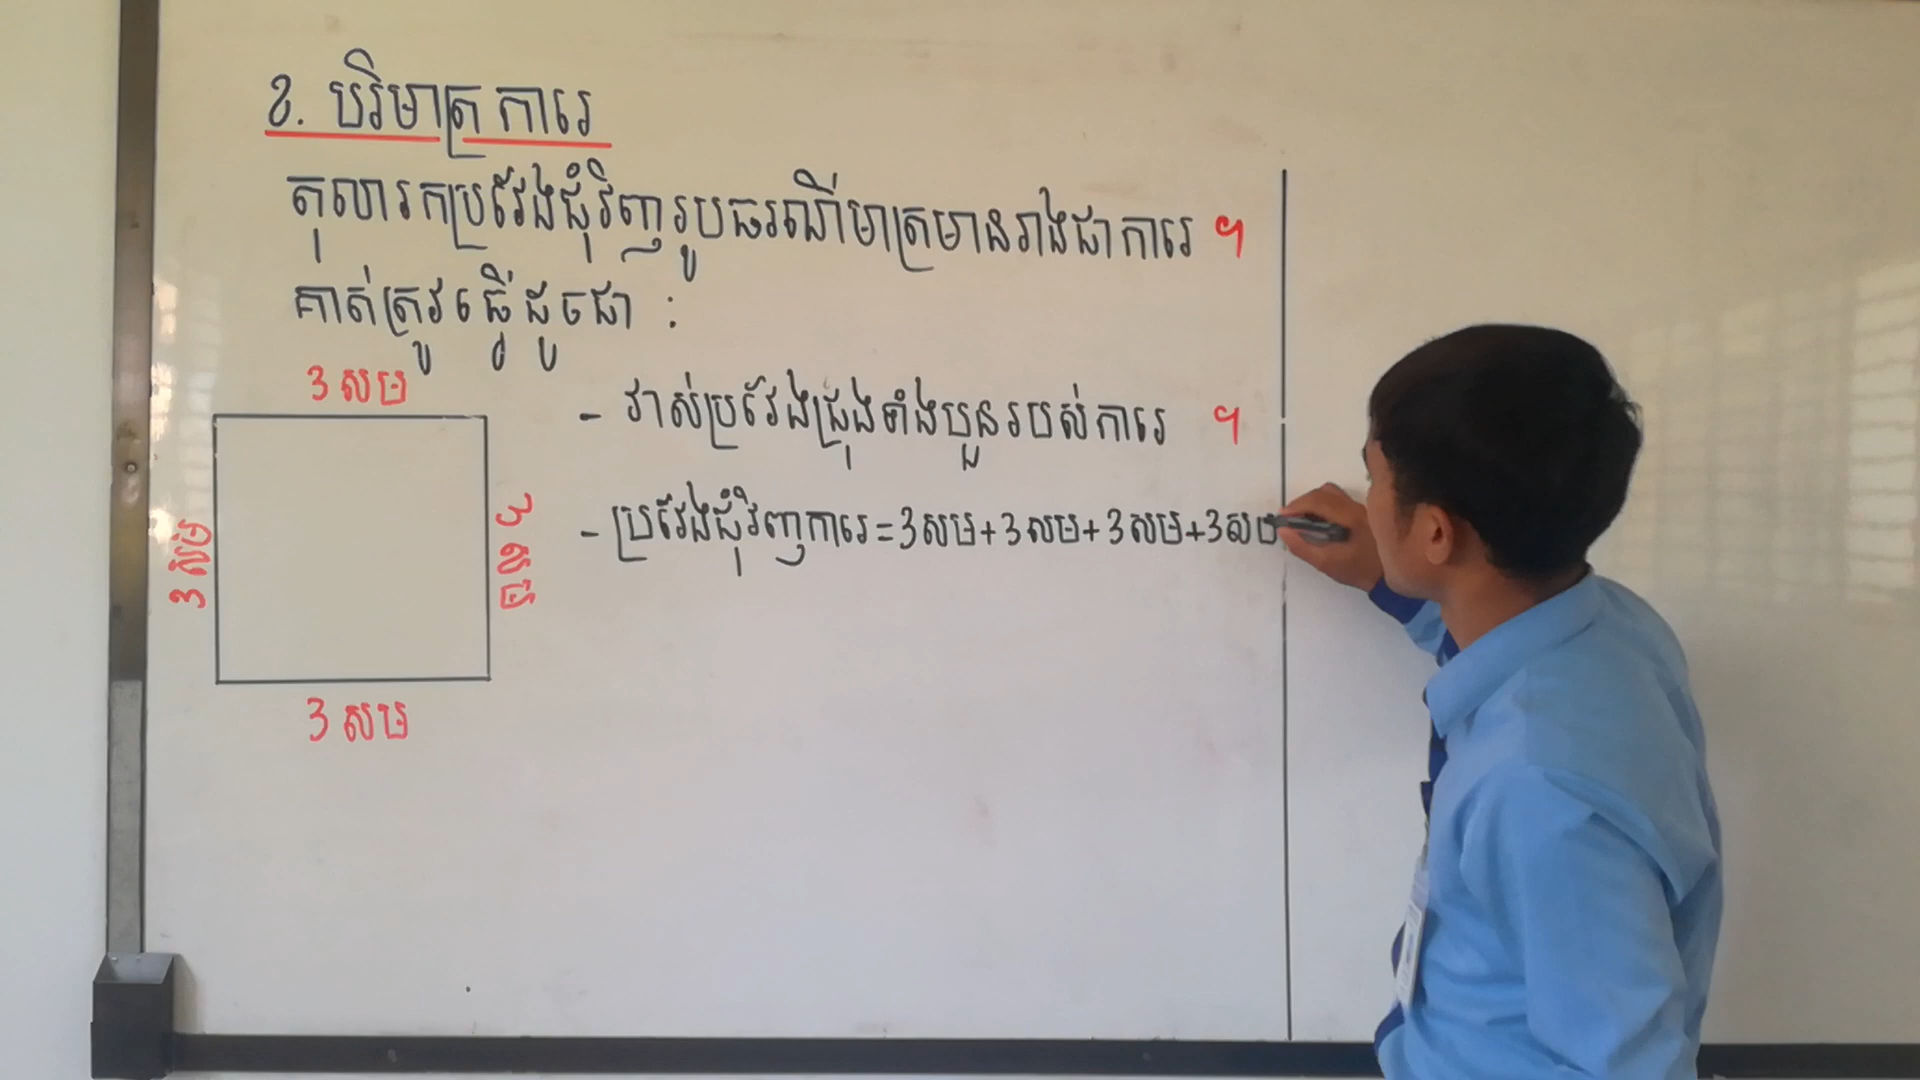 ខ. បរិមាត្រការេ
តុលារកប្រវែងជុំវិញរូបធរណីមាត្រមានរាងជាការេ ។
គាត់ត្រូវធ្វើដូចជា :
3 សម
- វាស់ប្រវែងជ្រុងទាំងបួនរបស់ការេ ។
3 សម
3 សម
- ប្រវែងជុំវិញការេ=3សម+3សម+3សម+3សម
3 សម